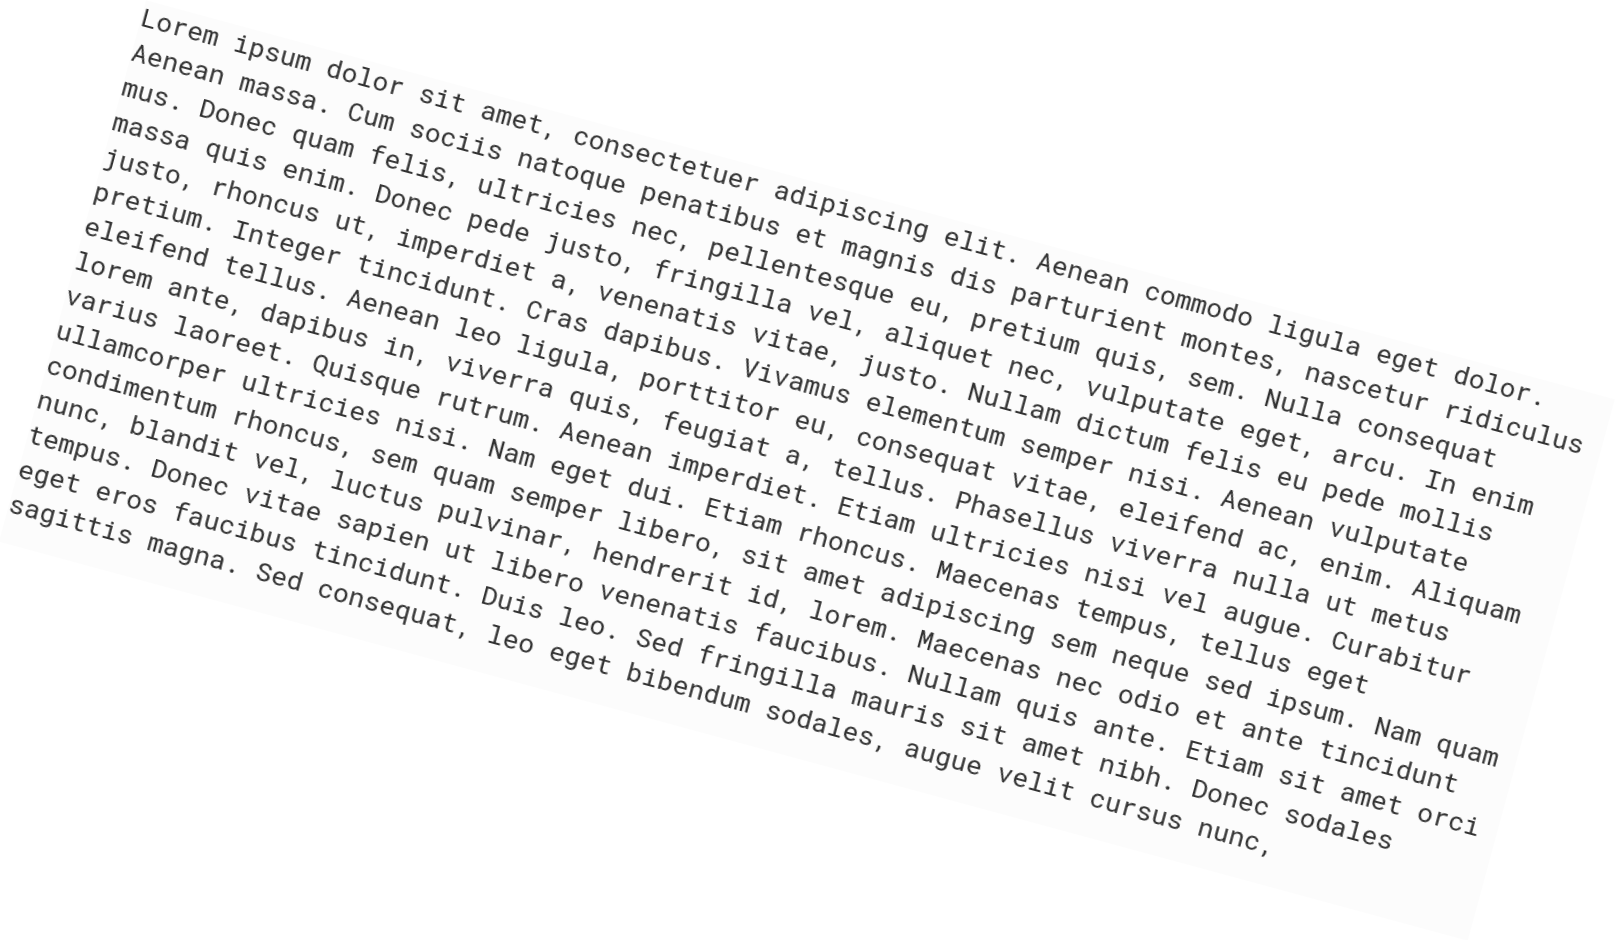 Lorem ipsum dolor sit amet, consectetuer adipiscing elit. Aenean commodo ligula eget dolor.
Aenean massa. Cum sociis natoque penatibus et magnis dis parturient montes, nascetur ridiculus
mus. Donec quam felis, ultricies nec, pellentesque eu, pretium quis, sem. Nulla consequat
massa quis enim. Donec pede justo, fringilla vel, aliquet nec, vulputate eget, arcu. In enim
justo, rhoncus ut, imperdiet a, venenatis vitae, justo. Nullam dictum felis eu pede mollis
pretium. Integer tincidunt. Cras dapibus. Vivamus elementum semper nisi. Aenean vulputate
eleifend tellus. Aenean leo ligula, porttitor eu, consequat vitae, eleifend ac, enim. Aliquam
lorem ante, dapibus in, viverra quis, feugiat a, tellus. Phasellus viverra nulla ut metus
varius laoreet. Quisque rutrum. Aenean imperdiet. Etiam ultricies nisi vel augue. Curabitur
ullamcorper ultricies nisi. Nam eget dui. Etiam rhoncus. Maecenas tempus, tellus eget
condimentum rhoncus, sem quam semper libero, sit amet adipiscing sem neque sed ipsum. Nam quam
nunc, blandit vel, luctus pulvinar, hendrerit id, lorem. Maecenas nec odio et ante tincidunt
tempus. Donec vitae sapien ut libero venenatis faucibus. Nullam quis ante. Etiam sit amet orci
eget eros faucibus tincidunt. Duis leo. Sed fringilla mauris sit amet nibh. Donec sodales
sagittis magna. Sed consequat, leo eget bibendum sodales, augue velit cursus nunc,